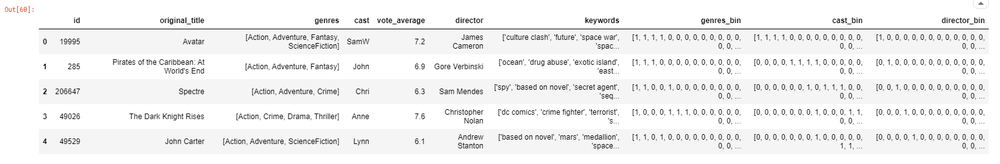 Out[60]:
id original_title genres cast vote_average director keywords genres_bin cast_bin director_bin
0 19995 Avatar [Action, Adventure, Fantasy, ScienceFiction] SamW 7.2 James Cameron ['culture clash', 'future', 'space war', 'spac... [1, 1, 1, 1, 0, 0, 0, 0, 0, 0, 0, 0, 0, 0, 0, ... [1, 1, 1, 1, 0, 0, 0, 0, 0, 0, 0, 0, 0, 0, 0, ... [1, 0, 0, 0, 0, 0, 0, 0, 0, 0, 0, 0, 0, 0, 0, ...
1 285 Pirates of the Caribbean: At World's End [Action, Adventure, Fantasy] John 6.9 Gore Verbinski ['ocean', 'drug abuse', 'exotic island', 'east... [1, 1, 1, 0, 0, 0, 0, 0, 0, 0, 0, 0, 0, 0, 0, ... [0, 0, 0, 0, 1, 1, 1, 1, 0, 0, 0, 0, 0, 0, 0, ... [0, 1, 0, 0, 0, 0, 0, 0, 0, 0, 0, 0, 0, 0, 0, ...
2 206647 Spectre [Action, Adventure, Crime] Chri 6.3 Sam Mendes ['spy', 'based on novel', 'secret agent', 'seq... [1, 1, 0, 0, 1, 0, 0, 0, 0, 0, 0, 0, 0, 0, 0, ... [0, 0, 0, 0, 0, 0, 1, 0, 1, 1, 1, 0, 0, 0, 0, ... [0, 0, 1, 0, 0, 0, 0, 0, 0, 0, 0, 0, 0, 0, 0, ...
3 49026 The Dark Knight Rises [Action, Crime, Drama, Thriller] Anne 7.6 Christopher Nolan ['dc comics', 'crime fighter', 'terrorist', 's... [1, 0, 0, 0, 1, 1, 1, 0, 0, 0, 0, 0, 0, 0, 0, ... [0, 0, 0, 0, 0, 0, 0, 1, 0, 0, 0, 1, 1, 0, 0, ... [0, 0, 0, 1, 0, 0, 0, 0, 0, 0, 0, 0, 0, 0, 0, ...
4 49529 John Carter [Action, Adventure, ScienceFiction] Lynn 6.1 Andrew Stanton ['based on novel', 'mars', 'medallion', 'space... [1, 1, 0, 1, 0, 0, 0, 0, 0, 0, 0, 0, 0, 0, 0, ... [0, 0, 0, 0, 0, 0, 0, 1, 0, 0, 0, 0, 0, 1, 1, ... [0, 0, 0, 0, 1, 0, 0, 0, 0, 0, 0, 0, 0, 0, 0, ...